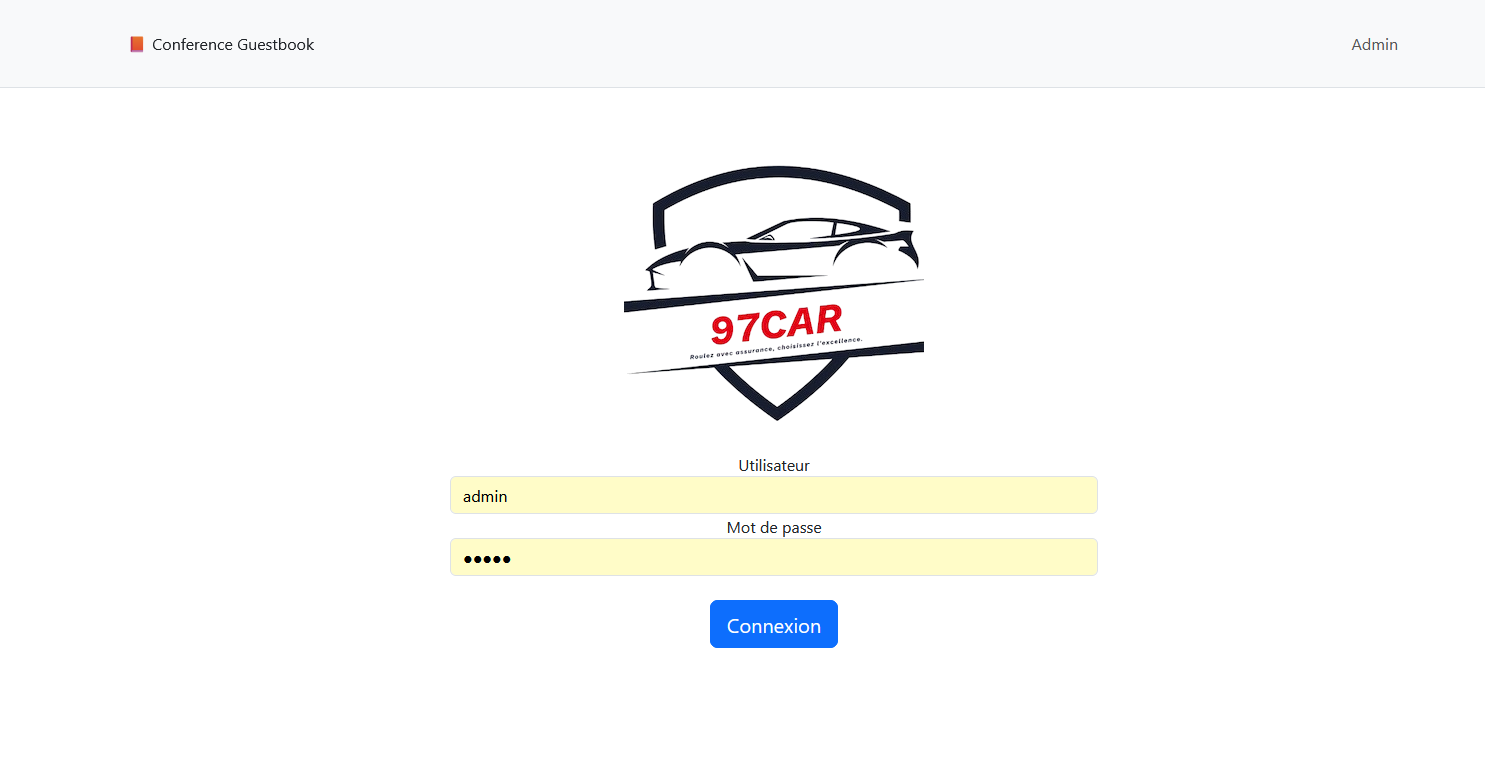 Conference Guestbook
Admin
97CAR
Roulez avec assurance, choisissez l'excellence.
Utilisateur
admin
Mot de passe
•••••
Connexion